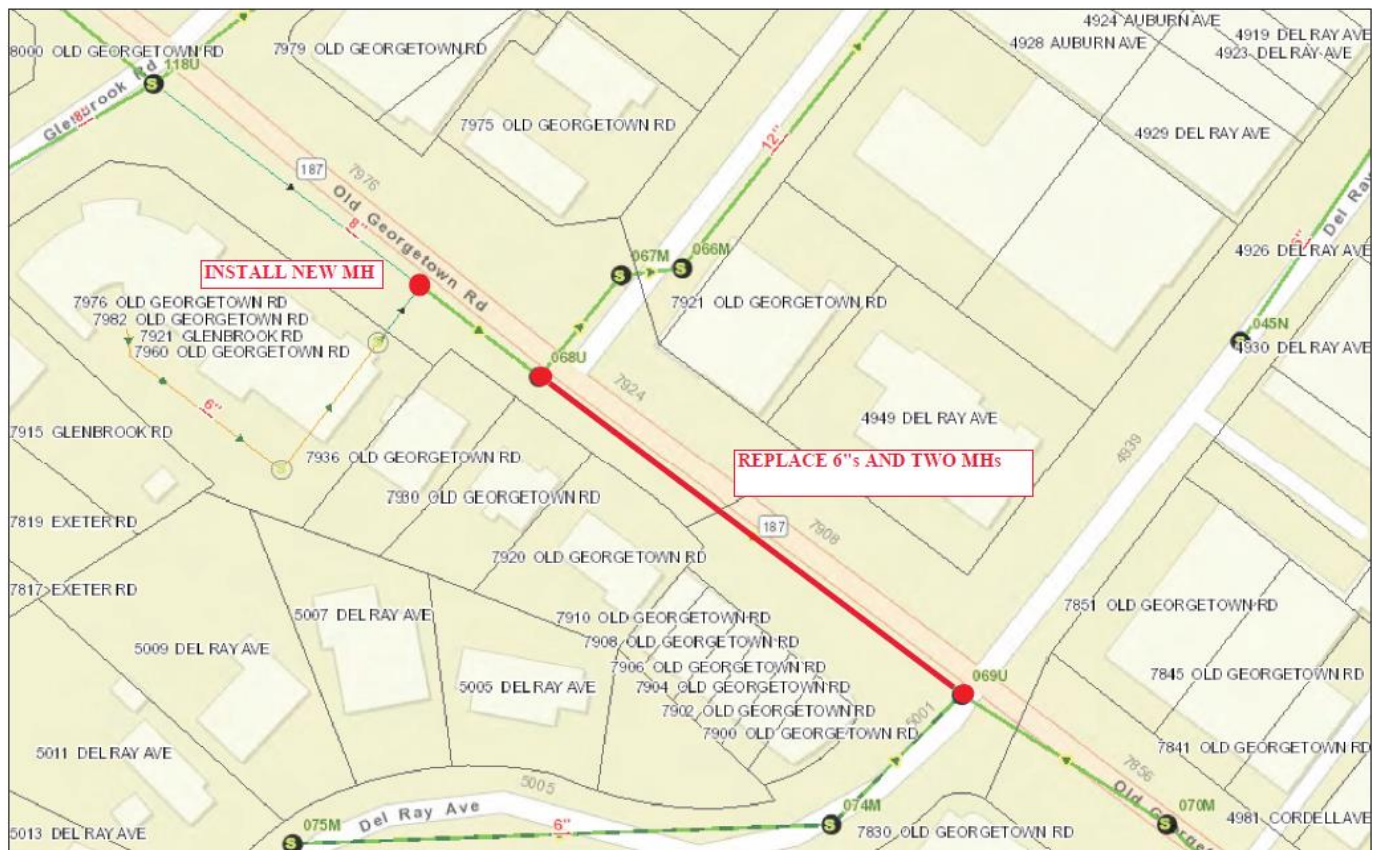 4924 AUBURN AVE
4928 AUBURN AVE
4919 DEL RAY AVE
4923 DEL RAY AVE
8000 OLD GEORGETOWN RD
7979 OLD GEORGETOWN RD
118U
Glenbrook Rd
8"
7975 OLD GEORGETOWN RD
12"
4929 DEL RAY AVE
187
7976
Old Georgetown Rd
8"
Del Ray
6"
4926 DEL RAY AVE
067M
066M
INSTALL NEW MH
7976 OLD GEORGETOWN RD
7982 OLD GEORGETOWN RD
7921 GLENBROOK RD
7960 OLD GEORGETOWN RD
7921 OLD GEORGETOWN RD
045N
4930 DEL RAY AVE
068U
7924
6"
S
7915 GLENBROOK RD
7936 OLD GEORGETOWN RD
4949 DEL RAY AVE
4939
REPLACE 6"s AND TWO MHs
7930 OLD GEORGETOWN RD
7819 EXETER RD
187
7908
7920 OLD GEORGETOWN RD
7817 EXETER RD
5007 DEL RAY AVE
7910 OLD GEORGETOWN RD
7851 OLD GEORGETOWN RD
5009 DEL RAY AVE
7908 OLD GEORGETOWN RD
7906 OLD GEORGETOWN RD
5005 DEL RAY AVE
7904 OLD GEORGETOWN RD
069U
7845 OLD GEORGETOWN RD
7902 OLD GEORGETOWN RD
5001
7900 OLD GEORGETOWN RD
5011 DEL RAY AVE
7841 OLD GEORGETOWN RD
7856
5005
Del Ray Ave
Old Georget
070M
4981 CORDELL AVE
075M
6"
074M
7830 OLD GEORGETOWN RD
5013 DEL RAY AVE